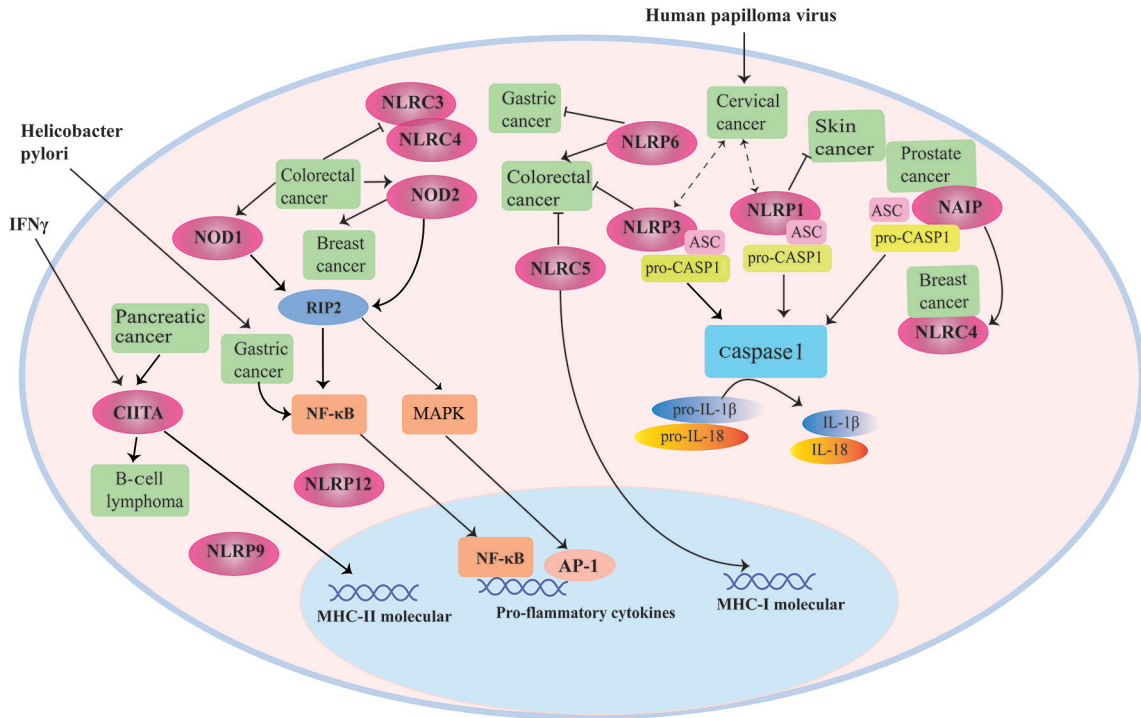 Human papilloma virus
Helicobacter
pylori
IFNγ
NLRC3
NLRC4
Colorectal
cancer
NOD2
NOD1
Breast
cancer
RIP2
Pancreatic
cancer
Gastric
cancer
CIITA
NF-κB
MAPK
B-cell
lymphoma
NLRP12
NLRP9
Gastric
cancer
NLRP6
Colorectal
cancer
NLRP3
ASC
pro-CASP1
NLRC5
Cervical
cancer
Skin
cancer
NLRP1
ASC
pro-CASP1
Prostate
cancer
NAIP
ASC
pro-CASP1
Breast
cancer
NLRC4
caspase1
pro-IL-1β
pro-IL-18
IL-1β
IL-18
NF-κB
AP-1
MHC-II molecular
Pro-flammatory cytokines
MHC-I molecular